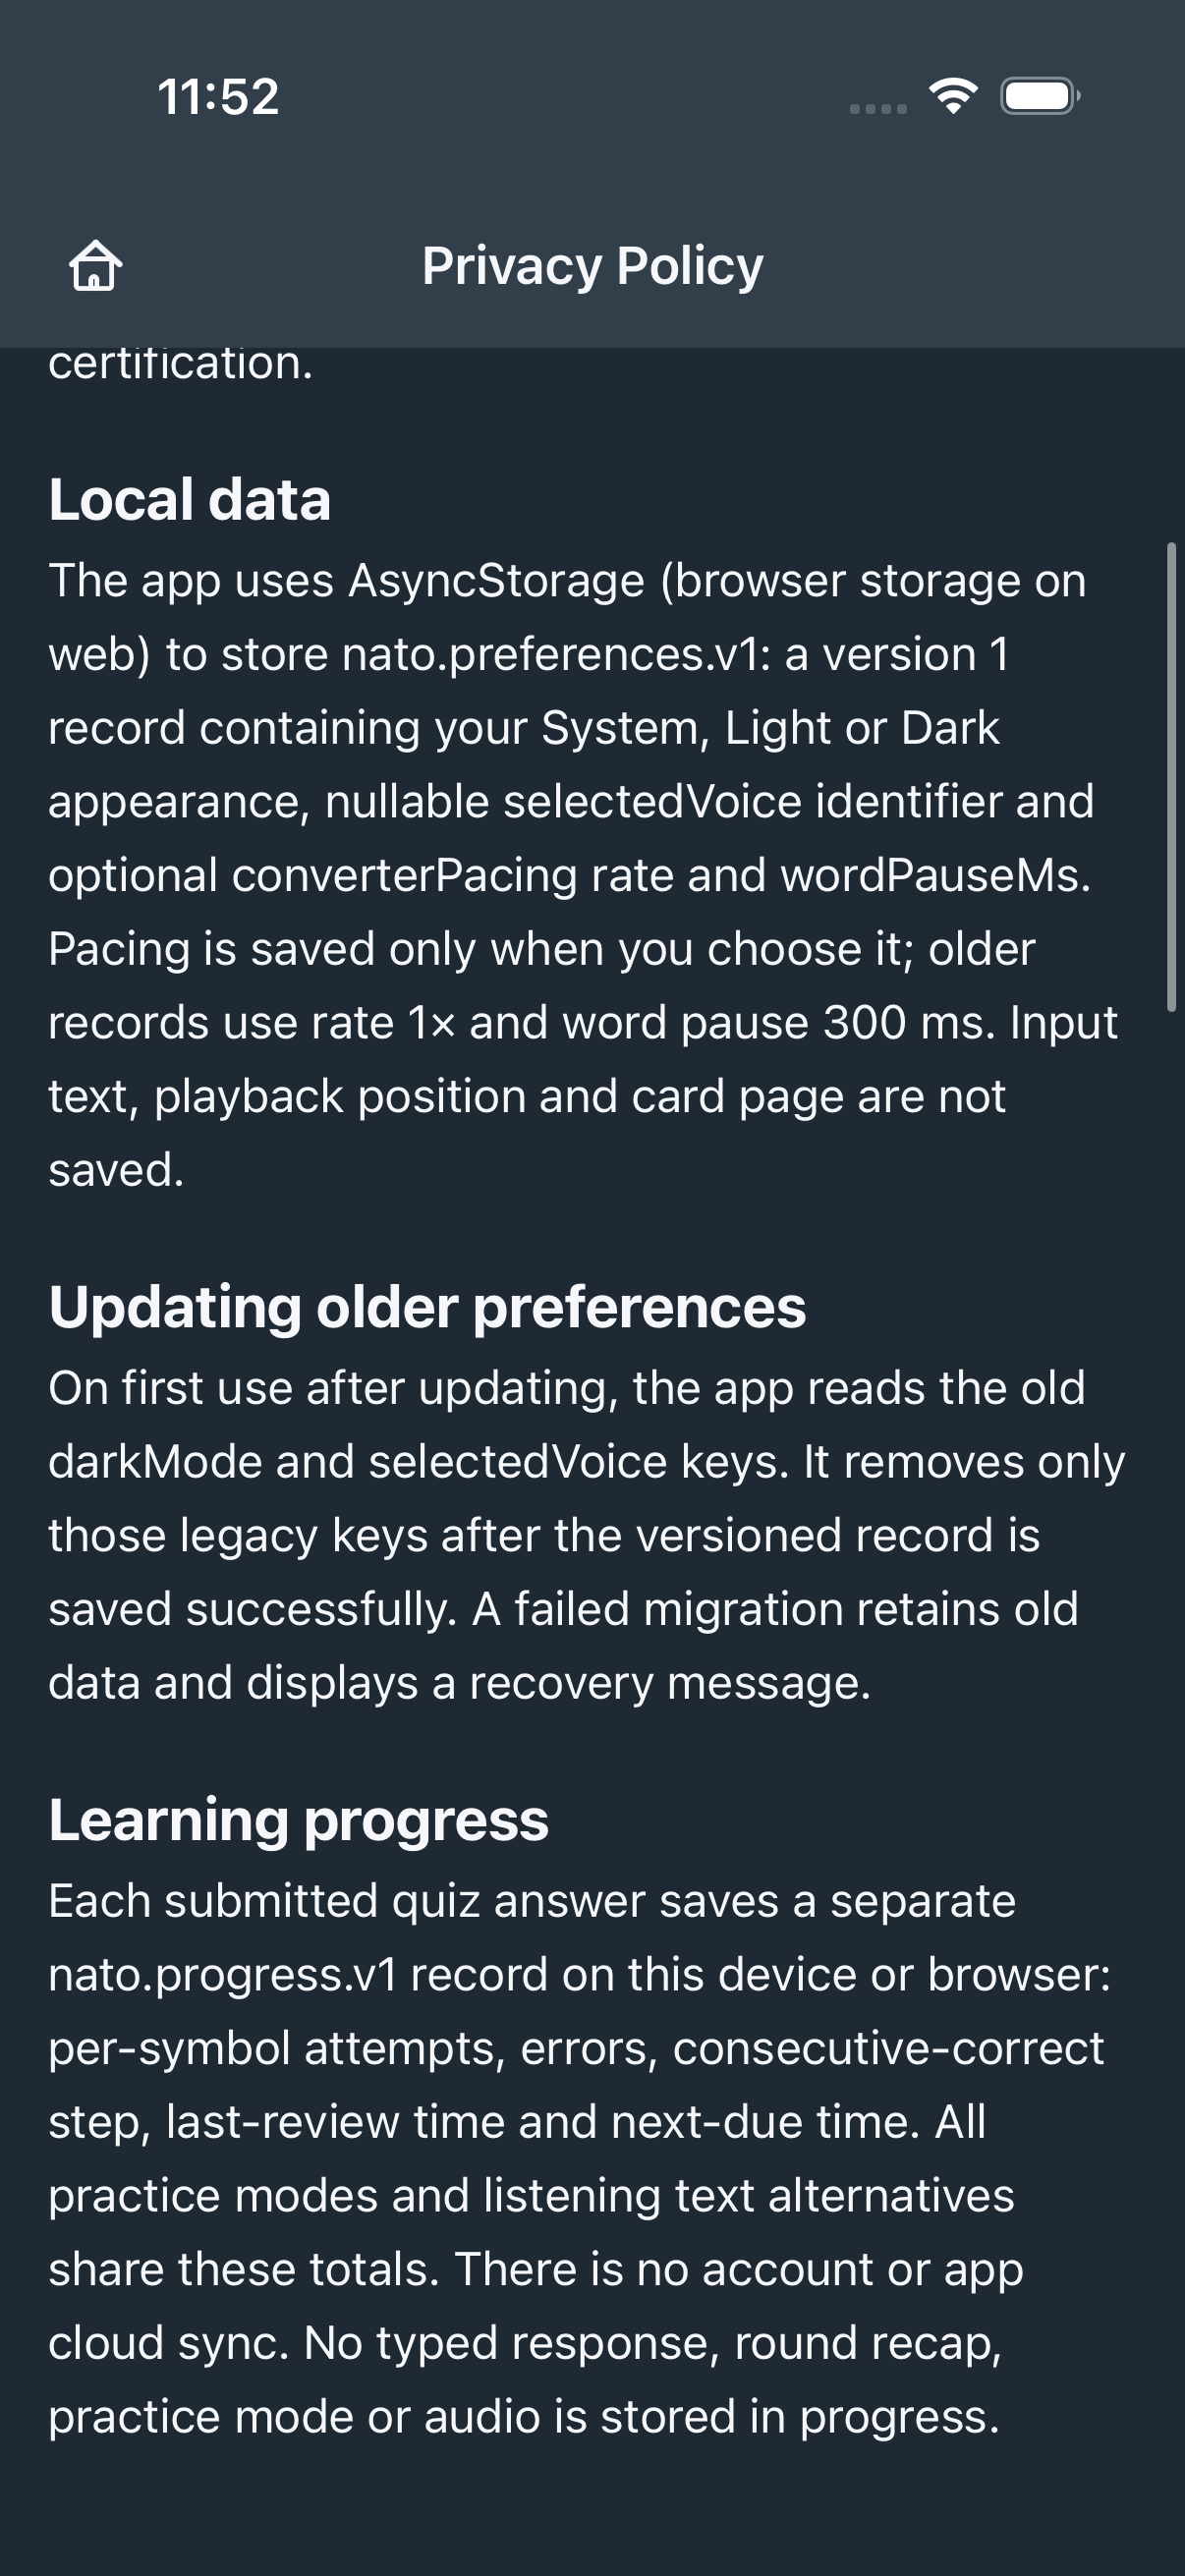 11:52
Privacy Policy
certification.
Local data
The app uses AsyncStorage (browser storage on
web) to store nato.preferences.v1: a version 1
record containing your System, Light or Dark
appearance, nullable selectedVoice identifier and
optional converterPacing rate and wordPauseMs.
Pacing is saved only when you choose it; older
records use rate 1× and word pause 300 ms. Input
text, playback position and card page are not
saved.
Updating older preferences
On first use after updating, the app reads the old
darkMode and selectedVoice keys. It removes only
those legacy keys after the versioned record is
saved successfully. A failed migration retains old
data and displays a recovery message.
Learning progress
Each submitted quiz answer saves a separate
nato.progress.v1 record on this device or browser:
per-symbol attempts, errors, consecutive-correct
step, last-review time and next-due time. All
practice modes and listening text alternatives
share these totals. There is no account or app
cloud sync. No typed response, round recap,
practice mode or audio is stored in progress.